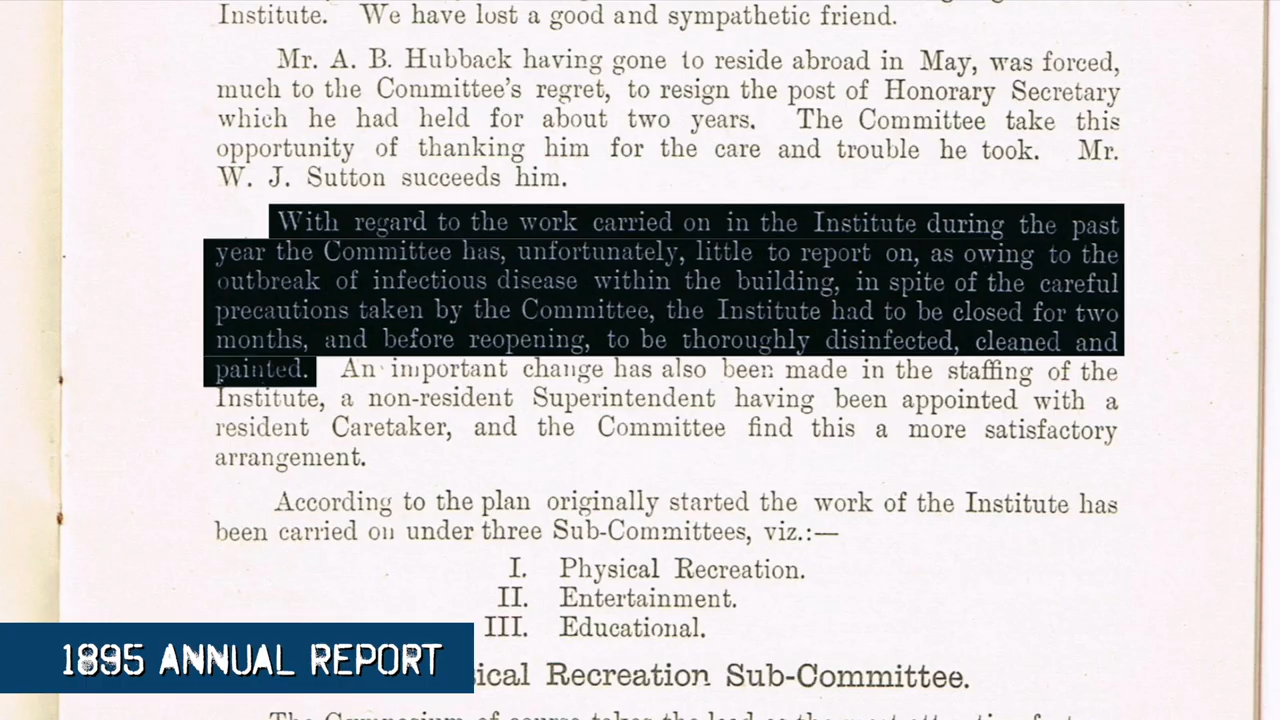 Institute. We have lost a good and sympathetic friend.
Mr. A. B. Hubback having gone to reside abroad in May, was forced,
much to the Committee's regret, to resign the post of Honorary Secretary
which he had held for about two years. The Committee take this
opportunity of thanking him for the care and trouble he took. Mr.
W. J. Sutton succeeds him.
With regard to the work carried on in the Institute during the past
year the Committee has, unfortunately, little to report on, as owing to the
outbreak of infectious disease within the building, in spite of the careful
precautions taken by the Committee, the Institute had to be closed for two
months, and before reopening, to be thoroughly disinfected, cleaned and
painted. An important change has also been made in the staffing of the
Institute, a non-resident Superintendent having been appointed with a
resident Caretaker, and the Committee find this a more satisfactory
arrangement.
According to the plan originally started the work of the Institute has
been carried on under three Sub-Committees, viz.:—
I. Physical Recreation.
II. Entertainment.
III. Educational.
1895 ANNUAL REPORT
ical Recreation Sub-Committee.